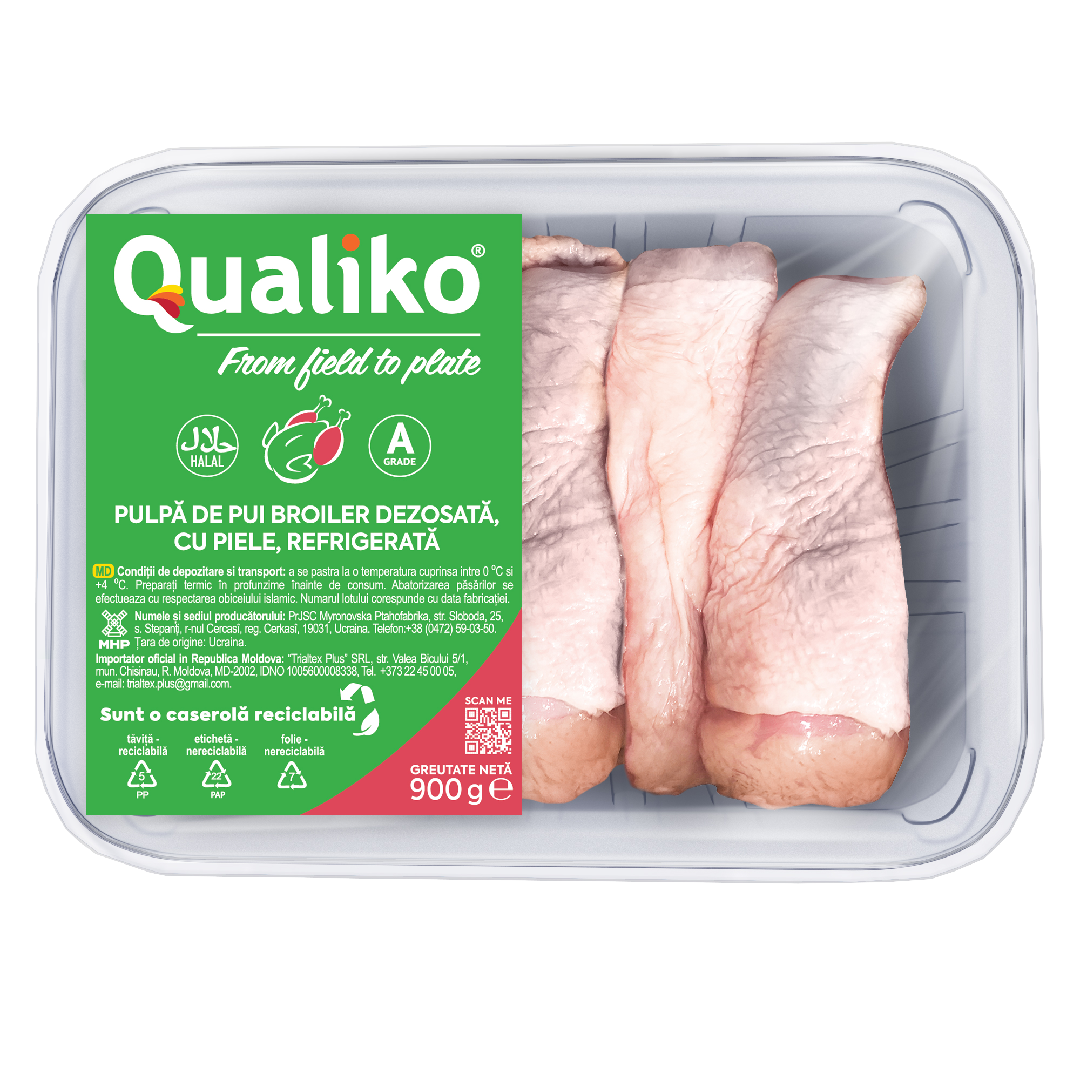 Qualiko®
From field to plate
حلال
HALAL
A
GRADE
PULPĂ DE PUI BROILER DEZOSATĂ,
CU PIELE, REFRIGERATĂ
MD Condiții de depozitare si transport: a se pastra la o temperatura cuprinsa intre 0 °C si
+4 °C. Preparați termic în profunzime înainte de consum. Abatorizarea păsărilor se
efectueaza cu respectarea obiceiului islamic. Numarul lotului corespunde cu data fabricației.
Numele și sediul producătorului: PrJSC Myronovska Ptahofabrika, str. Sloboda, 25,
s. Stepanți, r-nul Cercasî, reg. Cerkasî, 19031, Ucraina. Telefon:+38 (0472) 59-03-50.
MHP Țara de origine: Ucraina.
Importator oficial in Republica Moldova: "Trialtex Plus" SRL, str. Valea Bicului 5/1,
mun. Chisinau, R. Moldova, MD-2002, IDNO 1005600008338, Tel. +373 22 45 00 05,
e-mail: trialtex.plus@gmail.com.
Sunt o caserolă reciclabilă
tăviță -
reciclabilă
5
PP
etichetă -
nereciclabilă
22
PAP
folie -
nereciclabilă
7
SCAN ME
GREUTATE NETĂ
900 g ℮